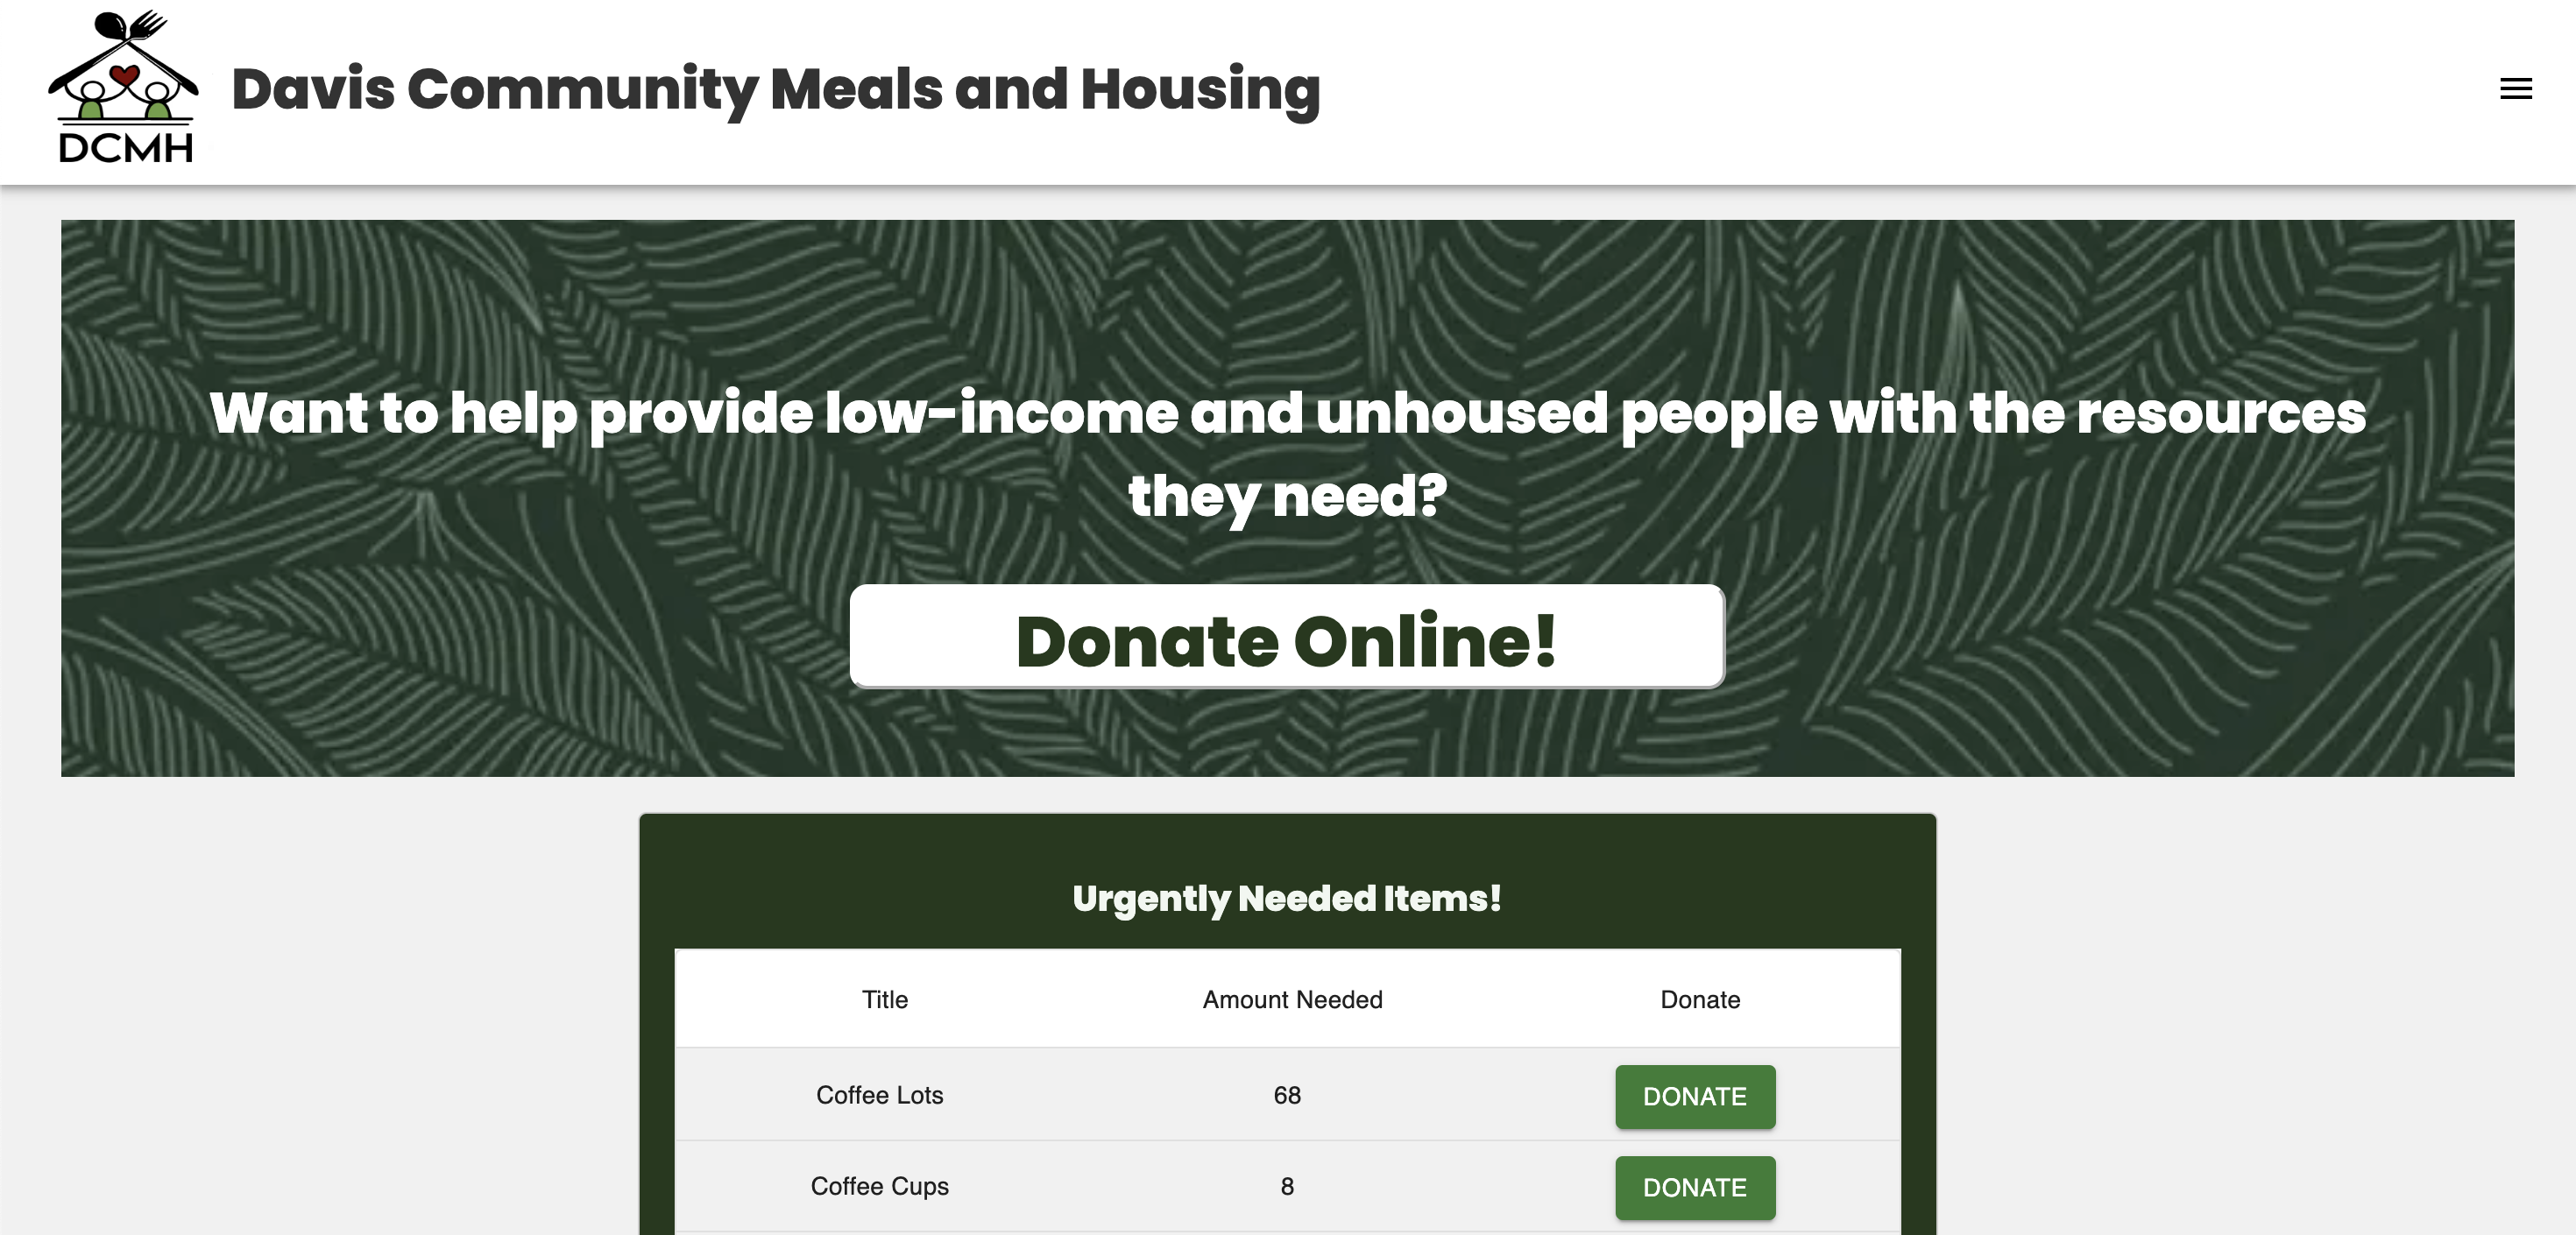 DCMH
Davis Community Meals and Housing
Want to help provide low-income and unhoused people with the resources
they need?
Donate Online!
Urgently Needed Items!
Title Amount Needed Donate
Coffee Lots 68 DONATE
Coffee Cups 8 DONATE